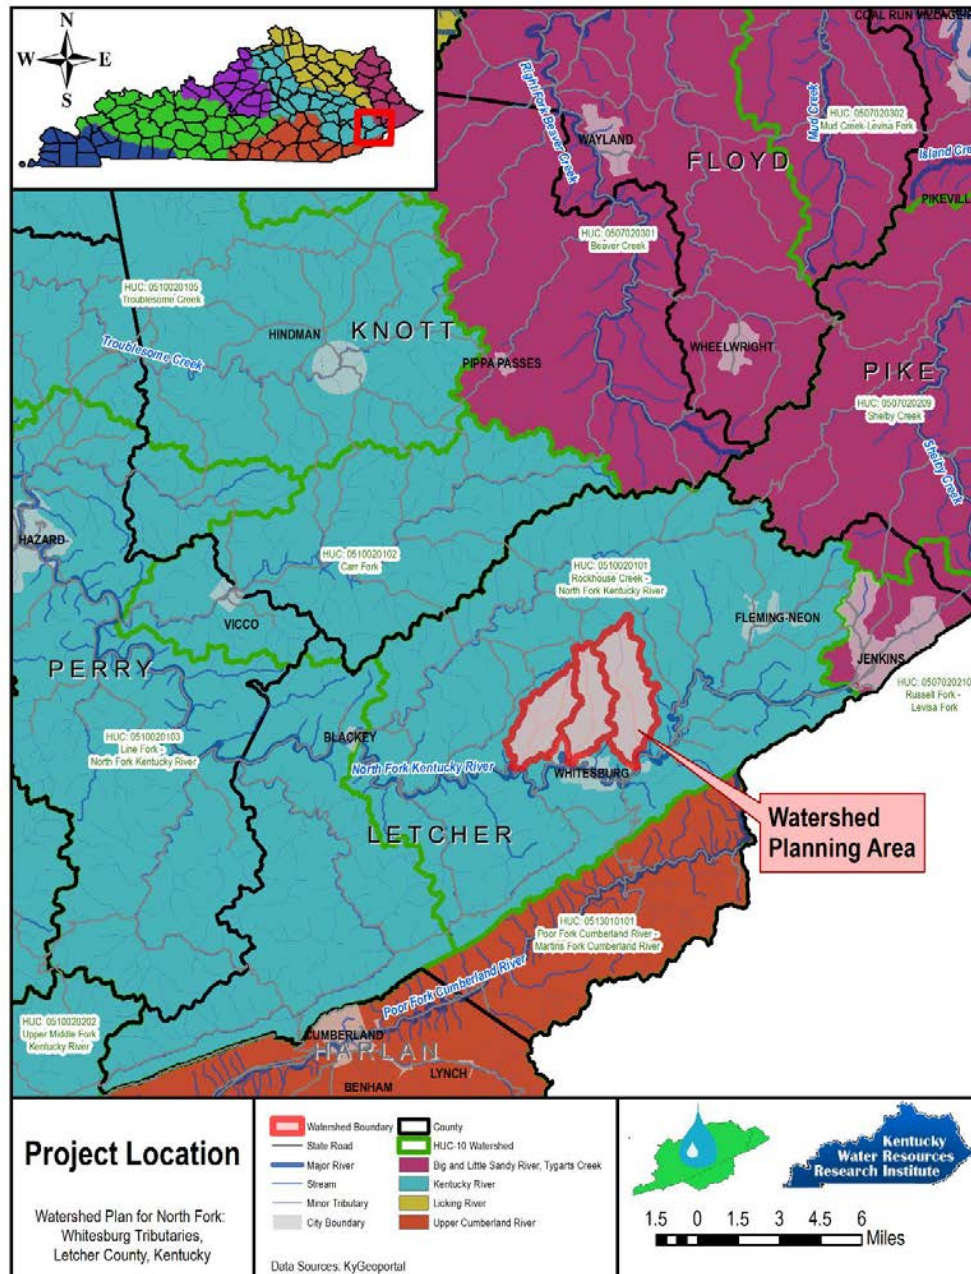 N
W
E
S
COAL RUN VILLAGE
Right Fork Beaver Creek
Mud Creek
HUC: 0507020302
Mud Creek-Levisa Fork
WAYLAND
FLOYD
Island Cre
PIKEVILL
HUC: 0507020301
Beaver Creek
HUC: 0510020105
Troublesome Creek
HINDMAN
KNOTT
Troublesome Creek
WHEELWRIGHT
PIPPA PASSES
PIKE
HUC: 0507020209
Shelby Creek
Shelby Creek
HAZARD
HUC: 0510020102
Carr Fork
HUC: 0510020101
Rockhouse Creek -
North Fork Kentucky River
VICCO
FLEMING-NEON
PERRY
JENKINS
HUC: 0507020210
Russell Fork -
Levisa Fork
HUC: 0510020103
Line Fork -
North Fork Kentucky River
BLACKEY
North Fork Kentucky River
WHITESBURG
LETCHER
Watershed
Planning Area
HUC: 0513010101
Poor Fork Cumberland River -
Martins Fork Cumberland River
Poor Fork Cumberland River
HUC: 0510020202
Upper Middle Fork
Kentucky River
CUMBERLAND
HARLAN
LYNCH
BENHAM
Project Location
Watershed Plan for North Fork:
Whitesburg Tributaries,
Letcher County, Kentucky
Watershed Boundary
State Road
Major River
Stream
Minor Tributary
City Boundary
County
HUC-10 Watershed
Big and Little Sandy River, Tygarts Creek
Kentucky River
Licking River
Upper Cumberland River
Data Sources: KyGeoportal
Kentucky
Water Resources
Research Institute
1.5 0 1.5 3 4.5 6
Miles